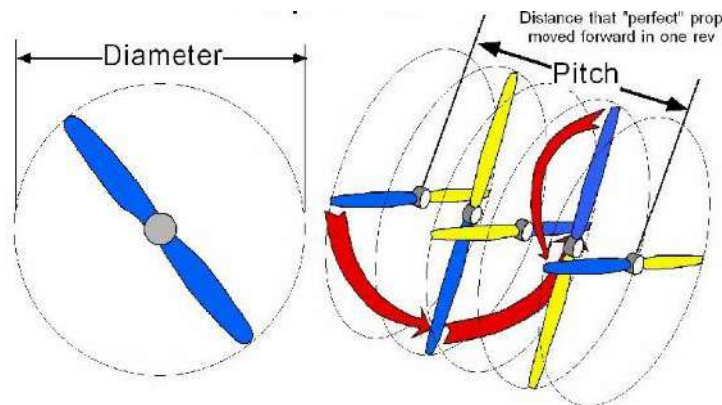 Diameter
Distance that "perfect" prop
moved forward in one rev
Pitch